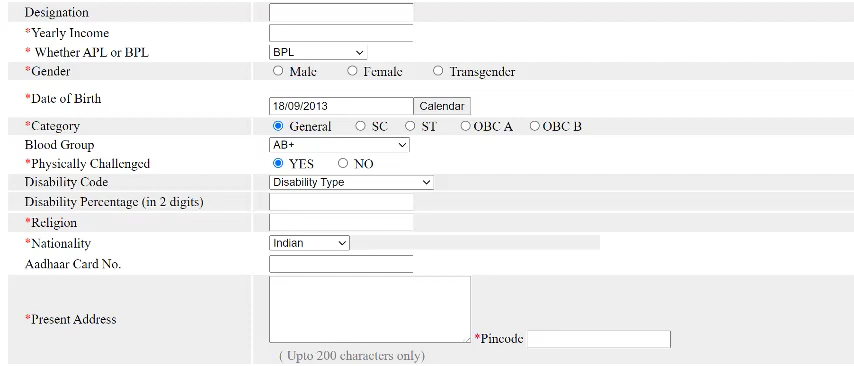 Designation
*Yearly Income
* Whether APL or BPL BPL
*Gender Male Female Transgender
*Date of Birth 18/09/2013 Calendar
*Category General SC ST OBC A OBC B
Blood Group AB+
*Physically Challenged YES NO
Disability Code Disability Type
Disability Percentage (in 2 digits)
*Religion
*Nationality Indian
Aadhaar Card No.
*Present Address *Pincode
( Upto 200 characters only)